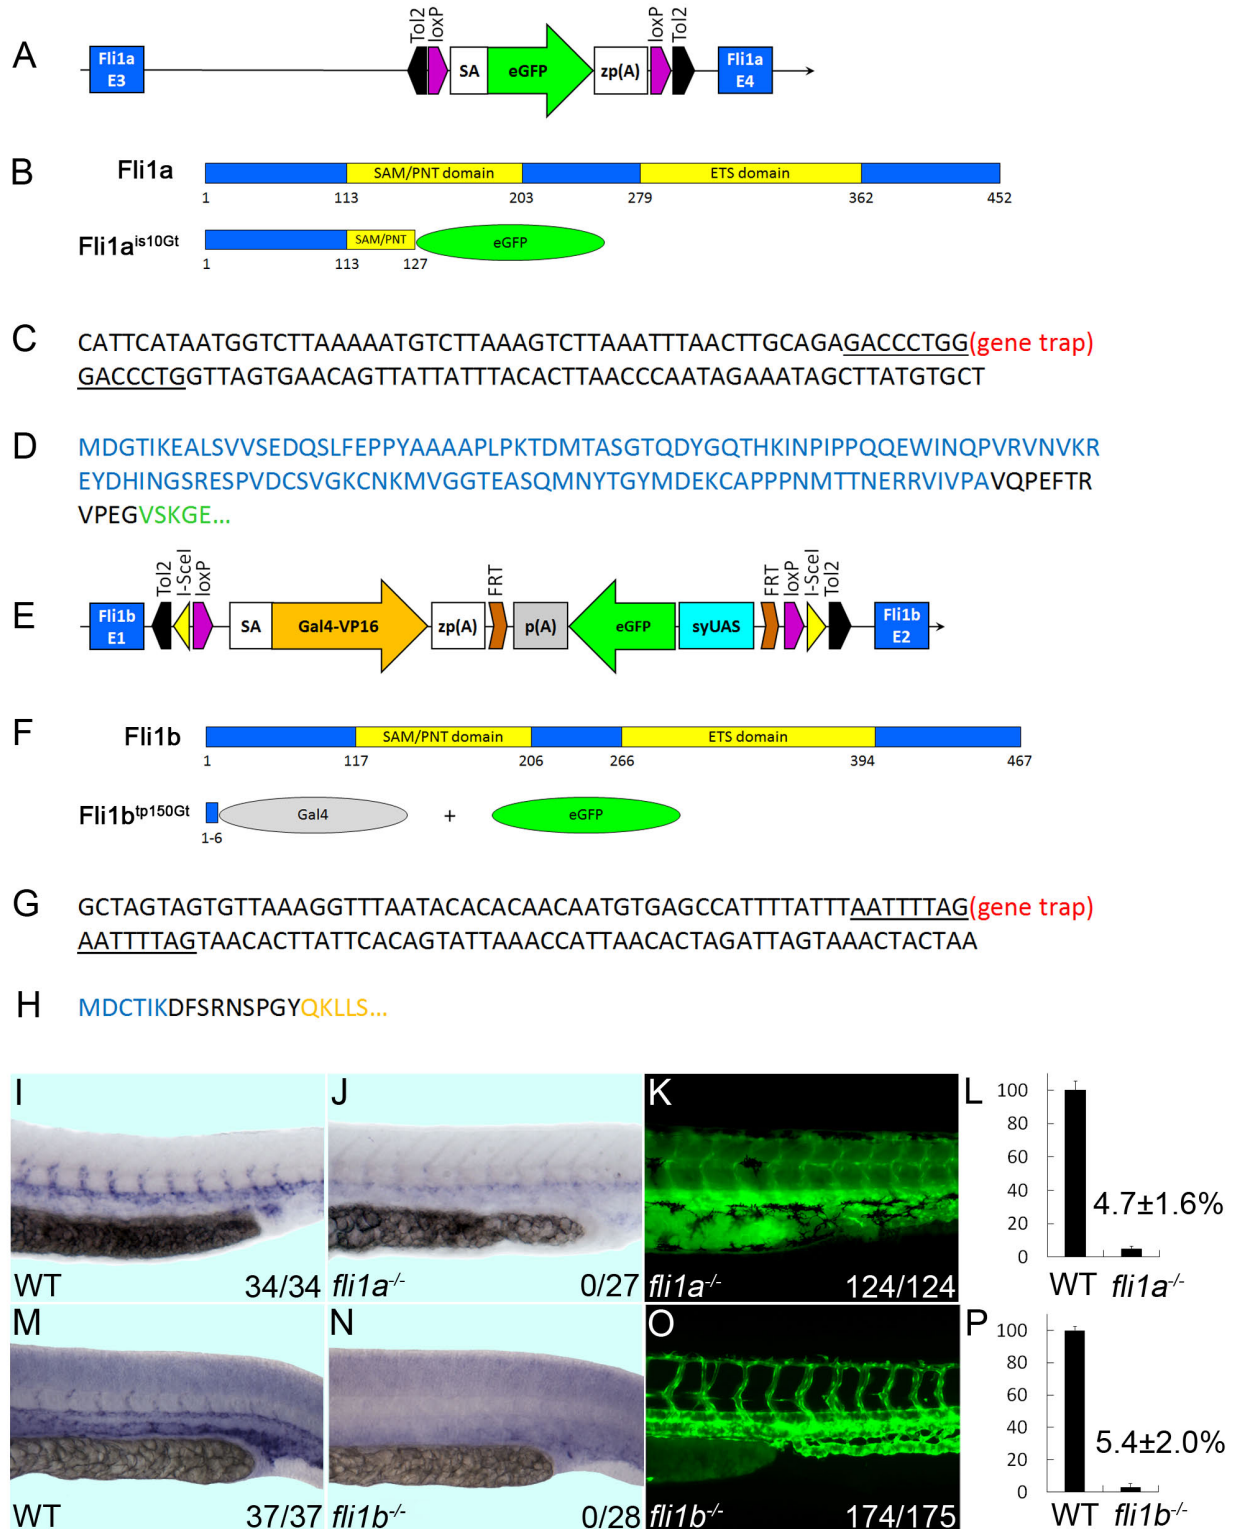 A
Fli1a
E3
Tol2
loxP
SA
eGFP
zp(A)
loxP
Tol2
Fli1a
E4
B
Fli1a
SAM/PNT domain
ETS domain
1
113
203
279
362
452
Fli1a^is10Gt
SAM/PNT
eGFP
1
113
127
C
CATTCATAATGGTCTTAAAAATGTCTTAAAGTCTTAAATTTAACTTGCAGAGACCCTGG(gene trap)
GACCCTGGTTAGTGAACAGTTATTATTTACACTTAACCCAATAGAAATAGCTTATGTGCT
D
MDGTIKEALSVVSEDQSLFEPPYAAAAPLPKTDMTASGTQDYGQTHKINPIPPQQEWINQPVRVNVKR
EYDHINGSRESPVDCSVGKCNKMVGGTEASQMNYTGYMDEKCAPPPNMTTNERRVIVPAVQPEFTR
VPEGVSKGE...
E
Fli1b
E1
Tol2
I-SceI
loxP
SA
Gal4-VP16
zp(A)
FRT
p(A)
eGFP
syUAS
FRT
loxP
I-SceI
Tol2
Fli1b
E2
F
Fli1b
SAM/PNT domain
ETS domain
1
117
206
266
394
467
Fli1b^tp150Gt
Gal4
+
eGFP
1-6
G
GCTAGTAGTGTTAAAGGTTTAATACACACAACAATGTGAGCCATTTTATTTAATTTTAG(gene trap)
AATTTTAGTAACACTTATTCACAGTATTAAACCATTAACACTAGATTAGTAAACTACTAA
H
MDCTIKDFSRNSPGYQKLLS...
I
WT
34/34
J
fli1a-/-
0/27
K
fli1a-/-
124/124
L
100
80
60
40
20
0
4.7±1.6%
WT
fli1a-/-
M
WT
37/37
N
fli1b-/-
0/28
O
fli1b-/-
174/175
P
100
80
60
40
20
0
5.4±2.0%
WT
fli1b-/-